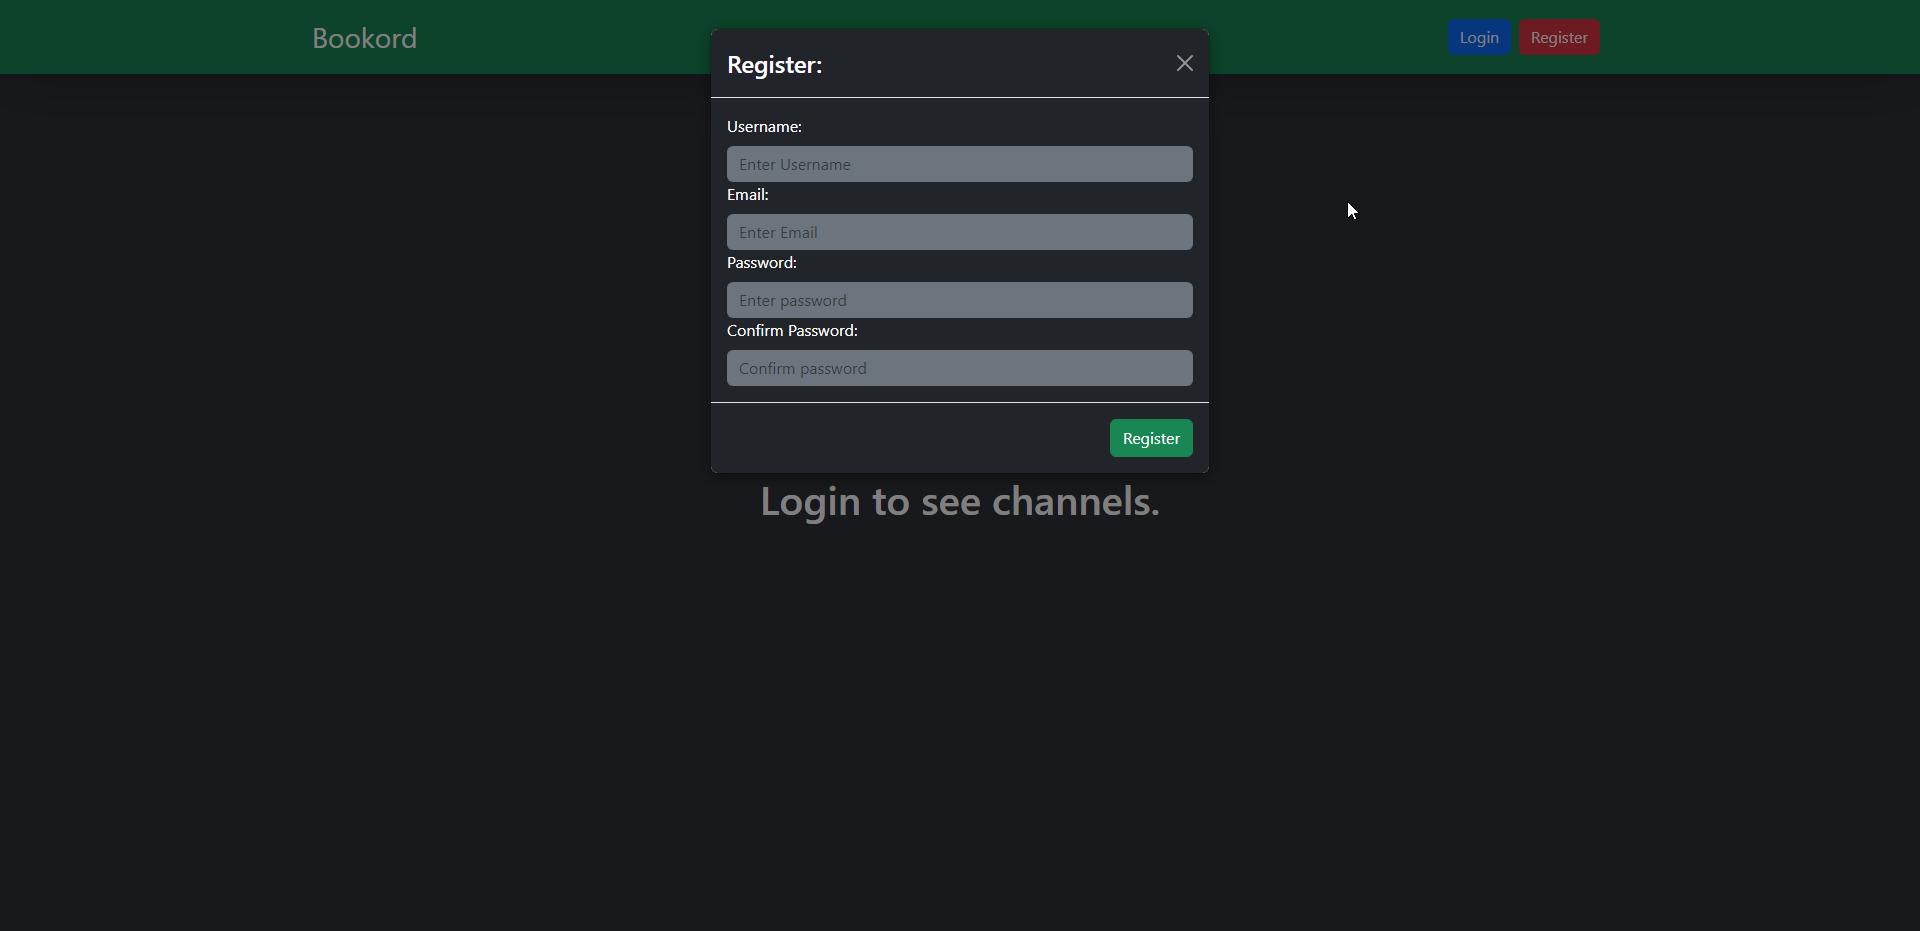 Bookord
Login
Register
Register:
Username:
Enter Username
Email:
Enter Email
Password:
Enter password
Confirm Password:
Confirm password
Register
Login to see channels.